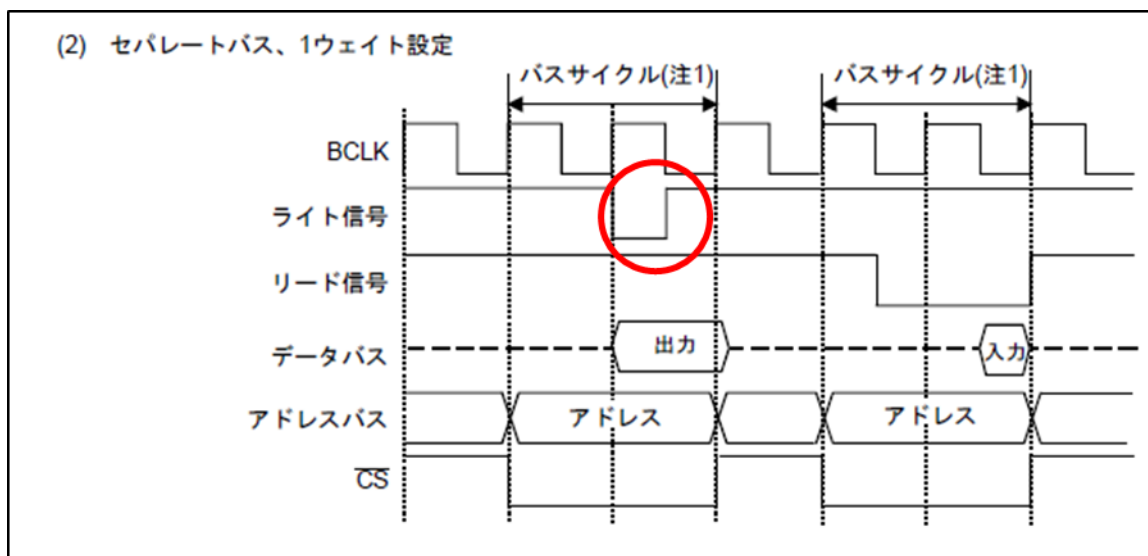 (2) セパレートバス、1ウェイト設定
バスサイクル(注1) バスサイクル(注1)
BCLK
ライト信号
リード信号
データバス 出力 入力
アドレスバス アドレス アドレス
C̅S̅